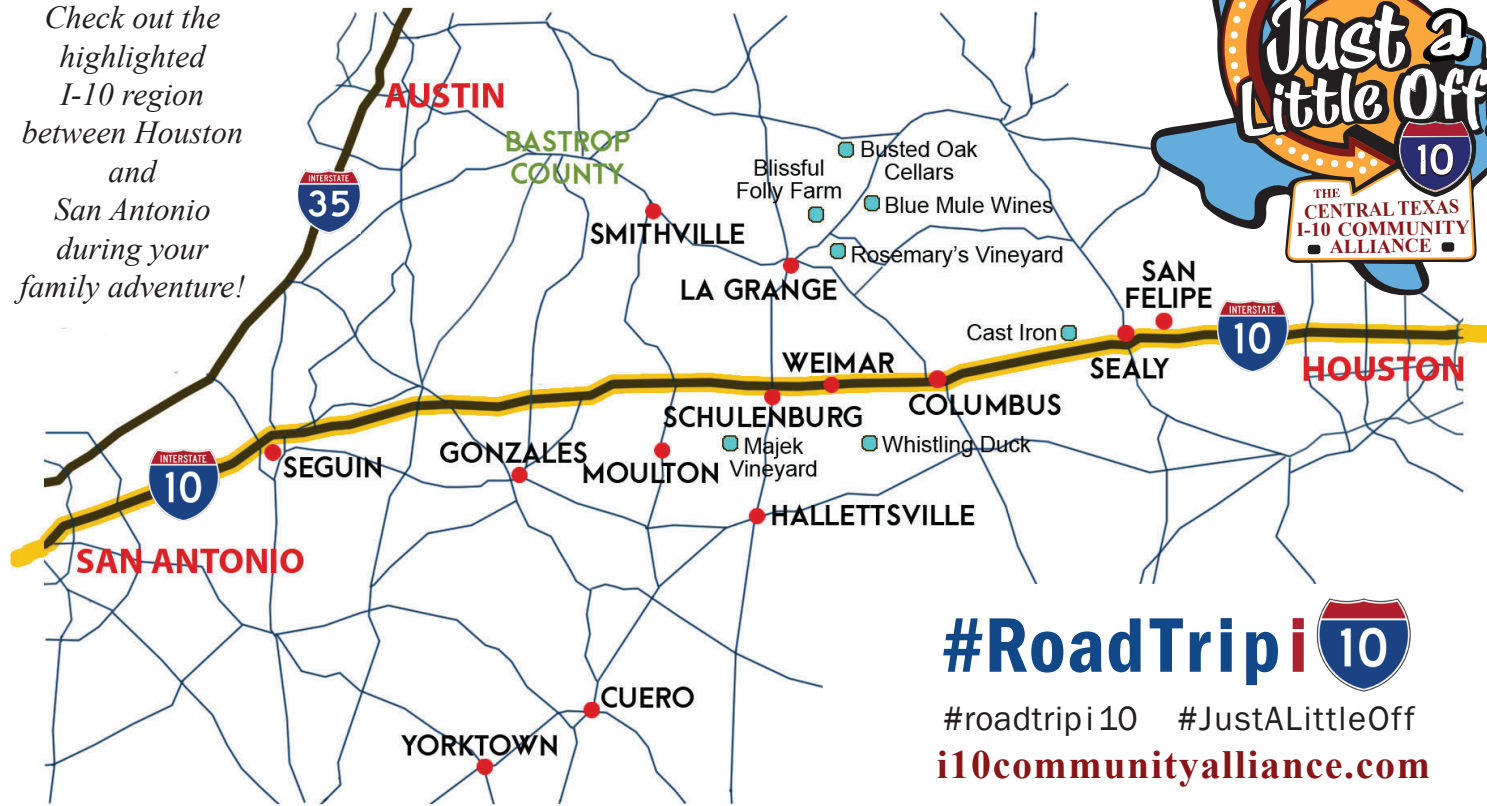 Check out the
highlighted
I-10 region
between Houston
and
San Antonio
during your
family adventure!
Just a
Little Off
10
THE
CENTRAL TEXAS
I-10 COMMUNITY
ALLIANCE
AUSTIN
BASTROP
COUNTY
INTERSTATE
35
Busted Oak
Cellars
Blissful
Folly Farm
Blue Mule Wines
SMITHVILLE
Rosemary's Vineyard
LA GRANGE
SAN
FELIPE
INTERSTATE
10
Cast Iron
SEALY
HOUSTON
WEIMAR
SCHULENBURG
COLUMBUS
Majek
Vineyard
Whistling Duck
GONZALES
MOULTON
SEGUIN
INTERSTATE
10
HALLETTSVILLE
SAN ANTONIO
CUERO
YORKTOWN
#RoadTripi 10
#roadtripi10 #JustALittleOff
i10communityalliance.com